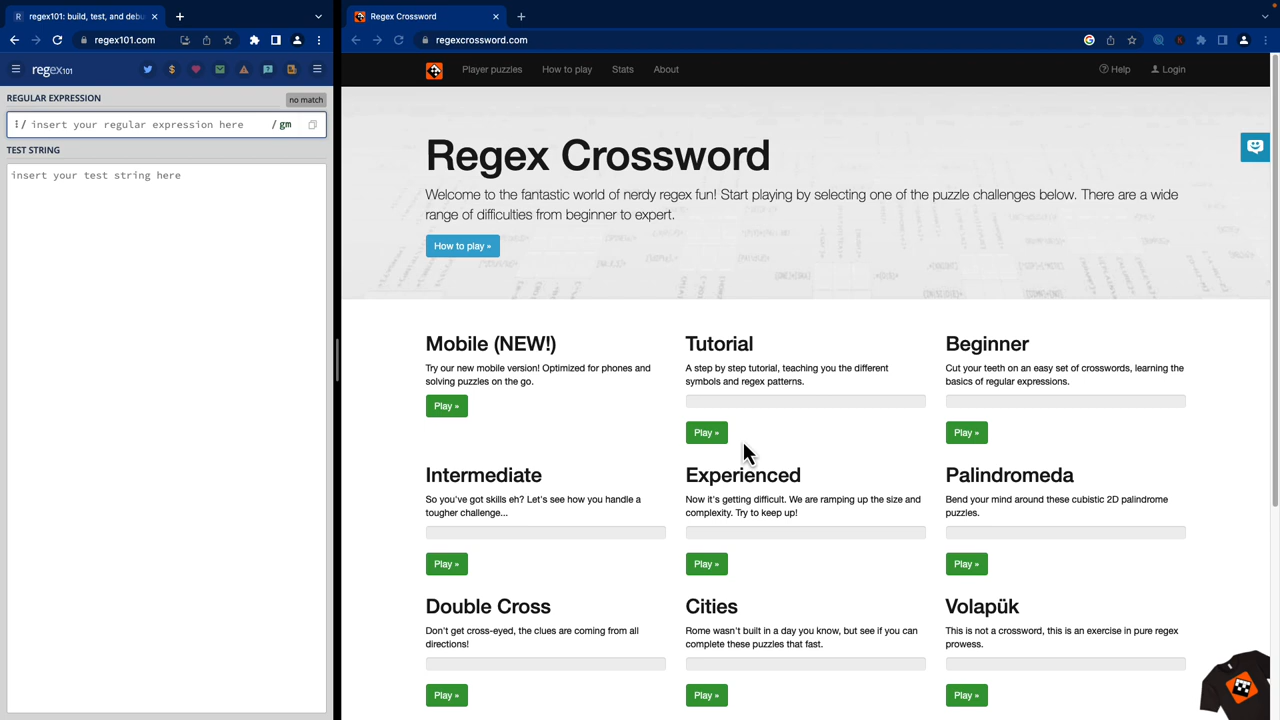 regex101: build, test, and debu
regex101.com
regex101
REGULAR EXPRESSION
no match
/ insert your regular expression here / gm
TEST STRING
insert your test string here
Regex Crossword
regexcrossword.com
Player puzzles How to play Stats About Help Login
Regex Crossword
Welcome to the fantastic world of nerdy regex fun! Start playing by selecting one of the puzzle challenges below. There are a wide
range of difficulties from beginner to expert.
How to play »
Mobile (NEW!)
Try our new mobile version! Optimized for phones and
solving puzzles on the go.
Play »
Tutorial
A step by step tutorial, teaching you the different
symbols and regex patterns.
Play »
Beginner
Cut your teeth on an easy set of crosswords, learning the
basics of regular expressions.
Play »
Intermediate
So you've got skills eh? Let's see how you handle a
tougher challenge...
Play »
Experienced
Now it's getting difficult. We are ramping up the size and
complexity. Try to keep up!
Play »
Palindromeda
Bend your mind around these cubistic 2D palindrome
puzzles.
Play »
Double Cross
Don't get cross-eyed, the clues are coming from all
directions!
Play »
Cities
Rome wasn't built in a day you know, but see if you can
complete these puzzles that fast.
Play »
Volapük
This is not a crossword, this is an exercise in pure regex
prowess.
Play »